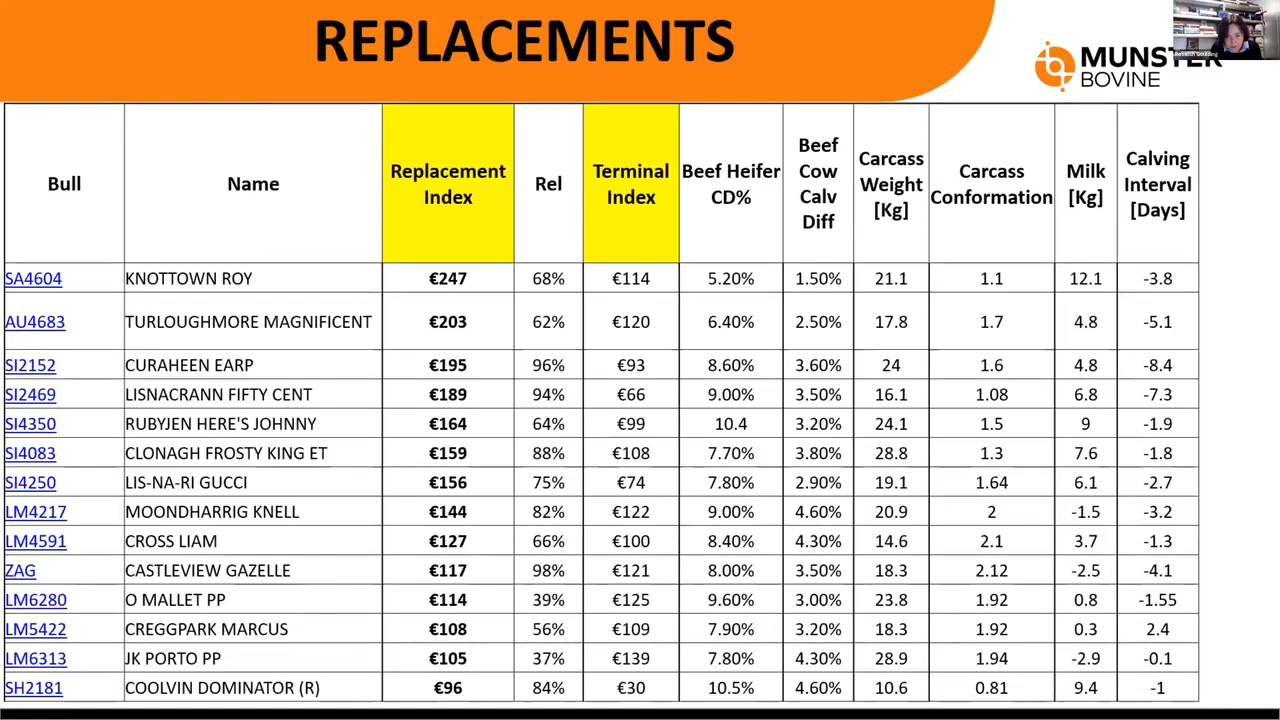 REPLACEMENTS
MUNSTER
BOVINE
Bull Name Replacement Index Rel Terminal Index Beef Heifer CD% Beef Cow Calv Diff Carcass Weight [Kg] Carcass Conformation Milk [Kg] Calving Interval [Days]
SA4604 KNOTTOWN ROY €247 68% €114 5.20% 1.50% 21.1 1.1 12.1 -3.8
AU4683 TURLOUGHMORE MAGNIFICENT €203 62% €120 6.40% 2.50% 17.8 1.7 4.8 -5.1
SI2152 CURAHEEN EARP €195 96% €93 8.60% 3.60% 24 1.6 4.8 -8.4
SI2469 LISNACRANN FIFTY CENT €189 94% €66 9.00% 3.50% 16.1 1.08 6.8 -7.3
SI4350 RUBYJEN HERE'S JOHNNY €164 64% €99 10.4 3.20% 24.1 1.5 9 -1.9
SI4083 CLONAGH FROSTY KING ET €159 88% €108 7.70% 3.80% 28.8 1.3 7.6 -1.8
SI4250 LIS-NA-RI GUCCI €156 75% €74 7.80% 2.90% 19.1 1.64 6.1 -2.7
LM4217 MOONDHARRIG KNELL €144 82% €122 9.00% 4.60% 20.9 2 -1.5 -3.2
LM4591 CROSS LIAM €127 66% €100 8.40% 4.30% 14.6 2.1 3.7 -1.3
ZAG CASTLEVIEW GAZELLE €117 98% €121 8.00% 3.50% 18.3 2.12 -2.5 -4.1
LM6280 O MALLET PP €114 39% €125 9.60% 3.00% 23.8 1.92 0.8 -1.55
LM5422 CREGGPARK MARCUS €108 56% €109 7.90% 3.20% 18.3 1.92 0.3 2.4
LM6313 JK PORTO PP €105 37% €139 7.80% 4.30% 28.9 1.94 -2.9 -0.1
SH2181 COOLVIN DOMINATOR (R) €96 84% €30 10.5% 4.60% 10.6 0.81 9.4 -1